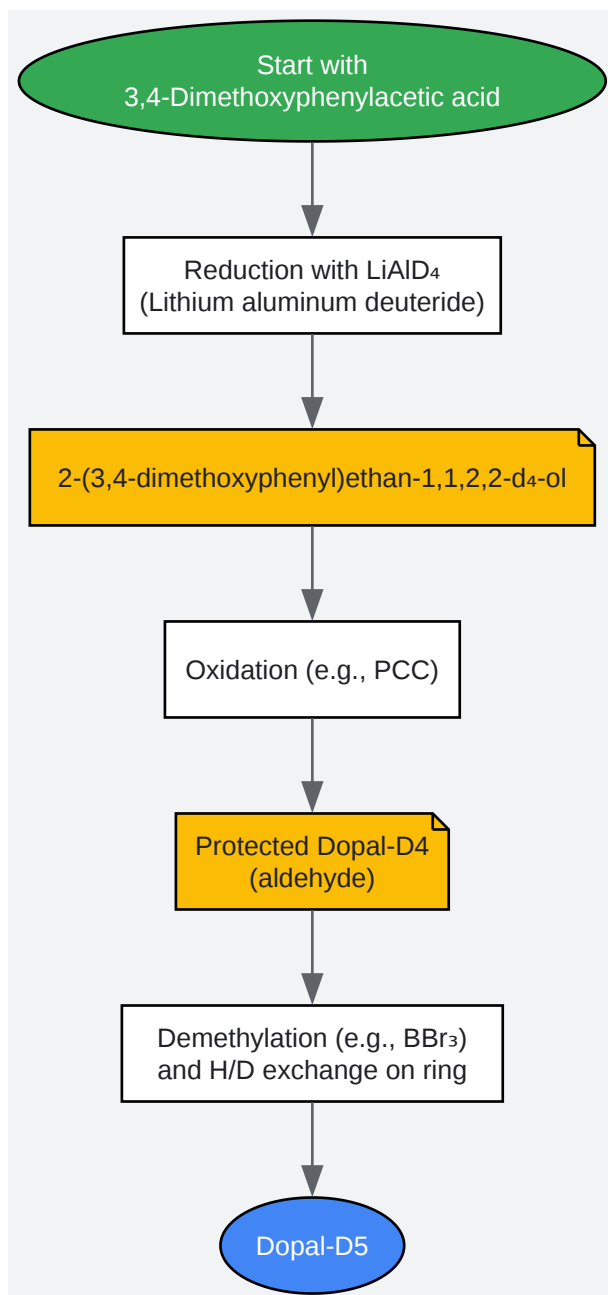 Start with
3,4-Dimethoxyphenylacetic acid
Reduction with LiAlD₄
(Lithium aluminum deuteride)
2-(3,4-dimethoxyphenyl)ethan-1,1,2,2-d₄-ol
Oxidation (e.g., PCC)
Protected Dopal-D4
(aldehyde)
Demethylation (e.g., BBr₃)
and H/D exchange on ring
Dopal-D5